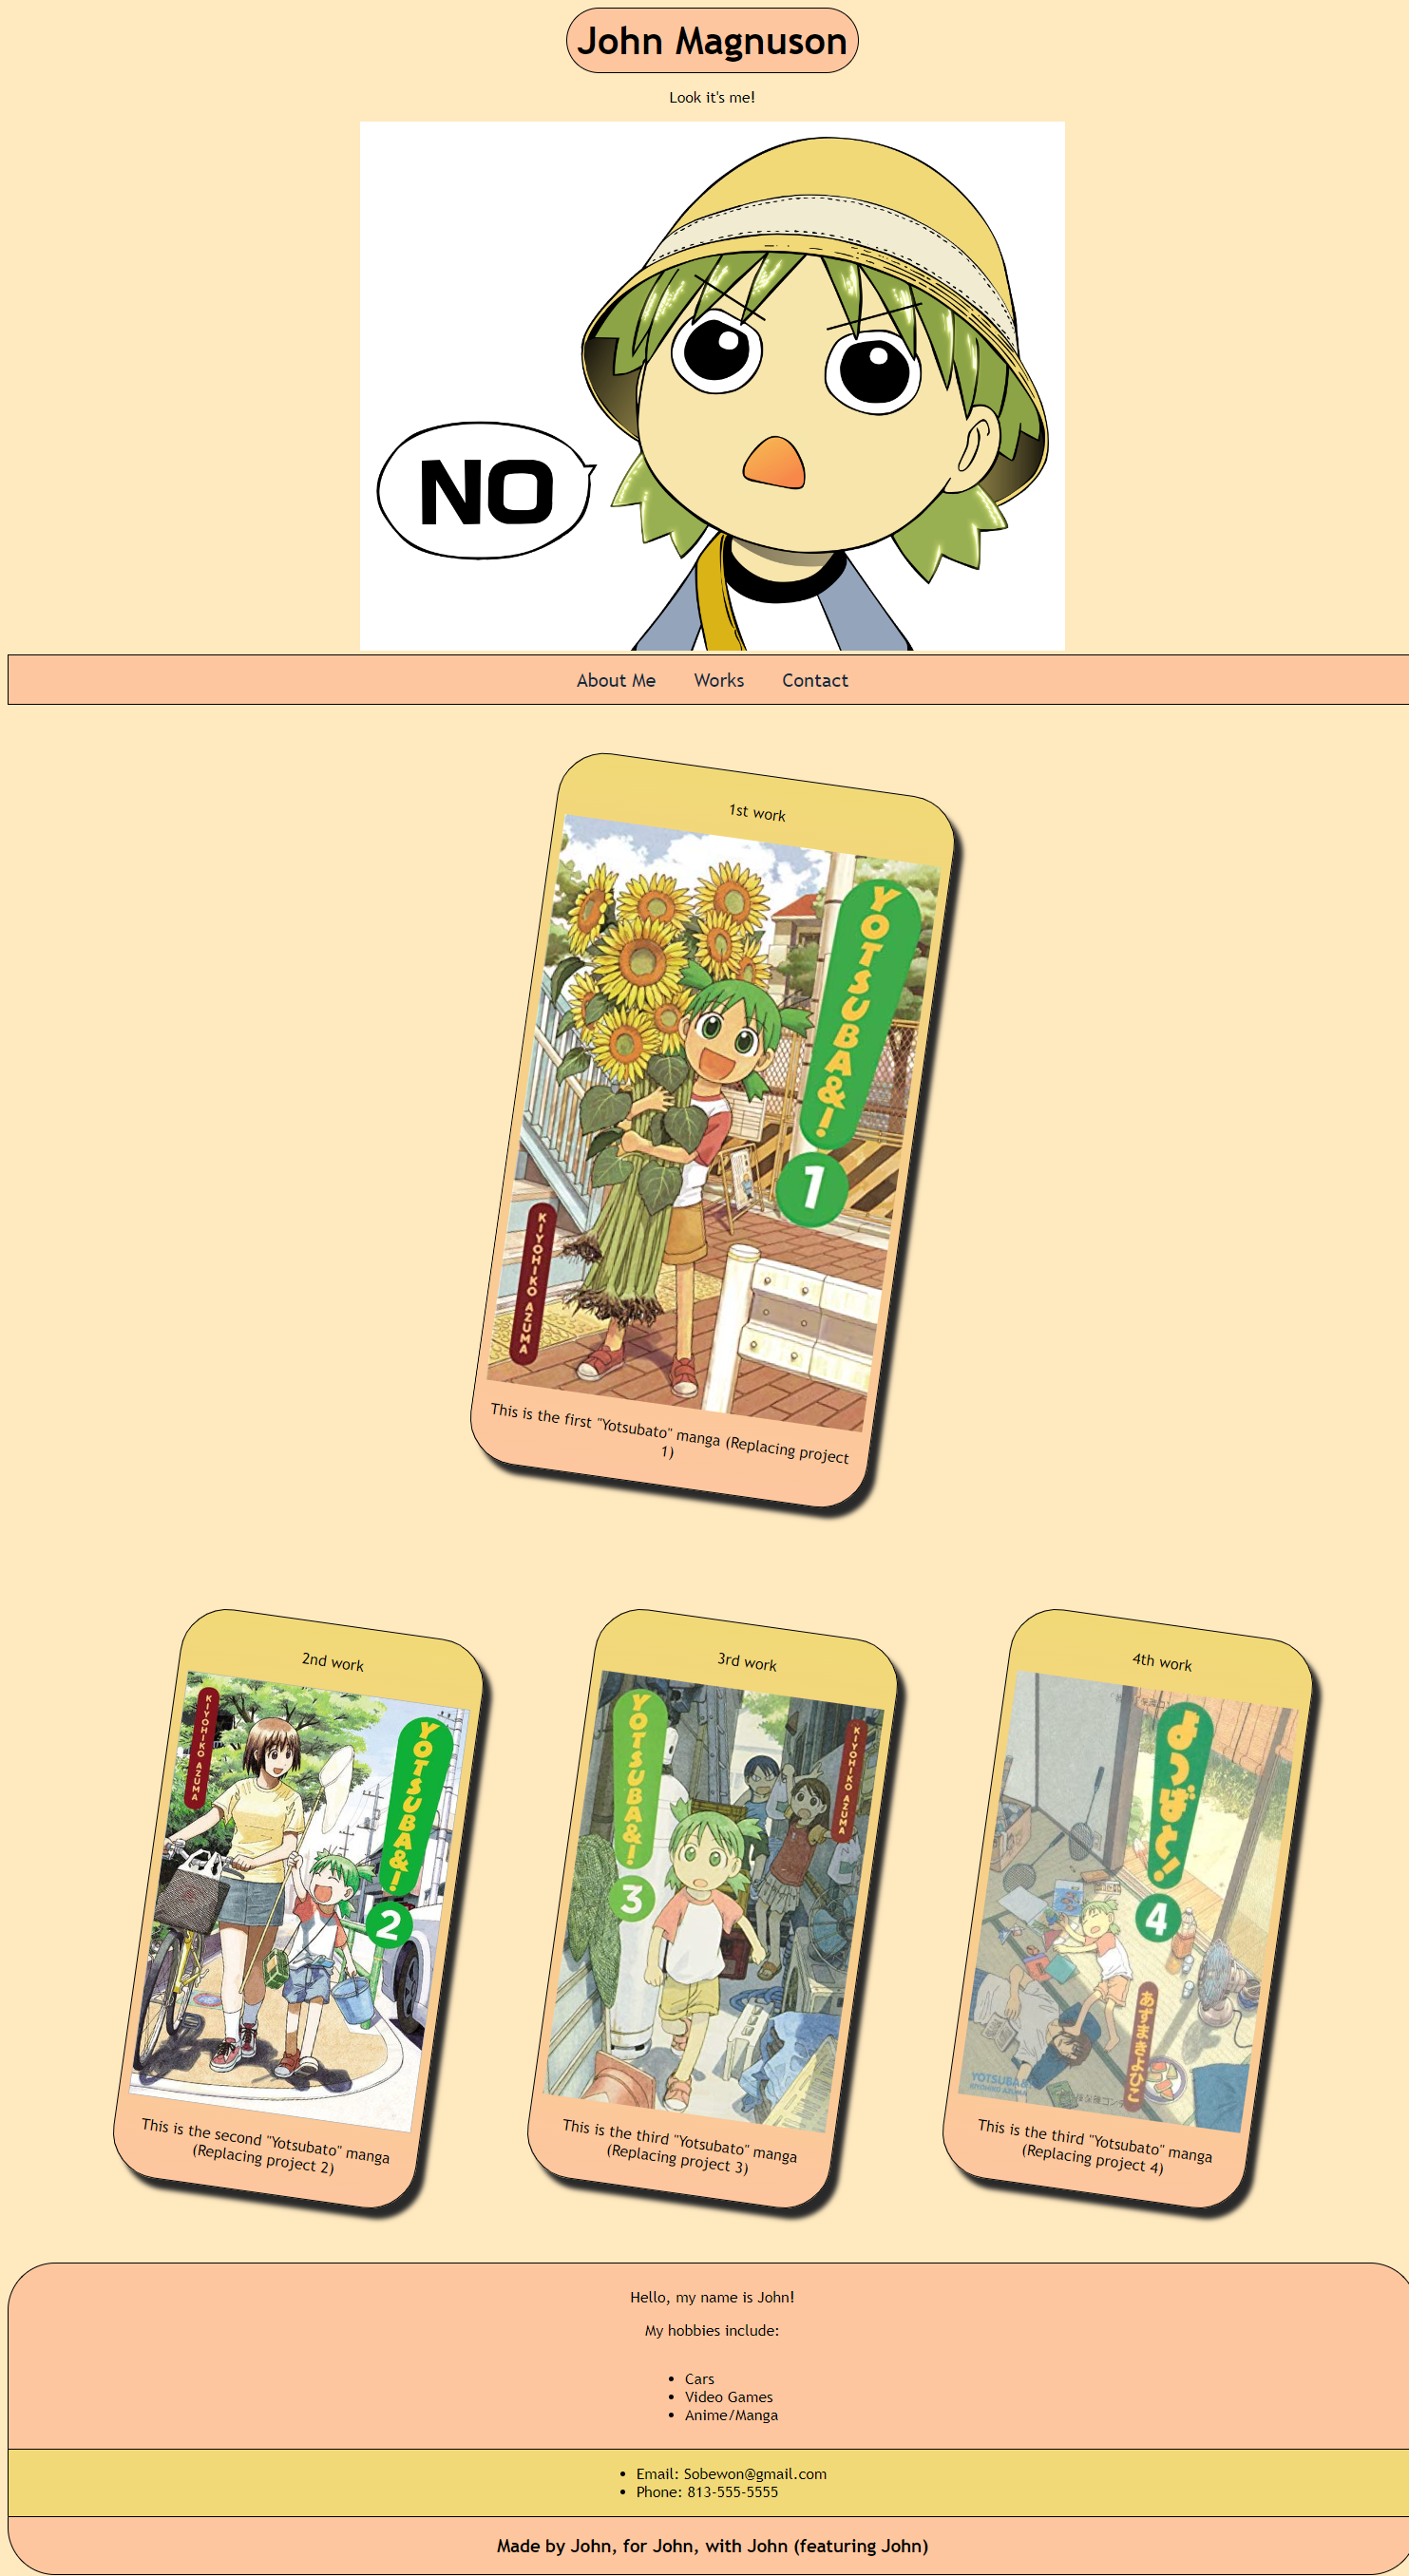 John Magnuson
Look it's me!
NO
About Me Works Contact
1st work
YOTSUBA&!
1
KIYOHIKO AZUMA
This is the first "Yotsubato" manga (Replacing project
1)
2nd work
KIYOHIKO AZUMA
YOTSUBA&!
2
This is the second "Yotsubato" manga
(Replacing project 2)
3rd work
YOTSUBA&!
3
KIYOHIKO AZUMA
This is the third "Yotsubato" manga
(Replacing project 3)
4th work
よつばと!
4
あずまきよひこ
YOTSUBA&!
KIYOHIKO AZUMA
This is the third "Yotsubato" manga
(Replacing project 4)
Hello, my name is John!
My hobbies include:
• Cars
• Video Games
• Anime/Manga
• Email: Sobewon@gmail.com
• Phone: 813-555-5555
Made by John, for John, with John (featuring John)